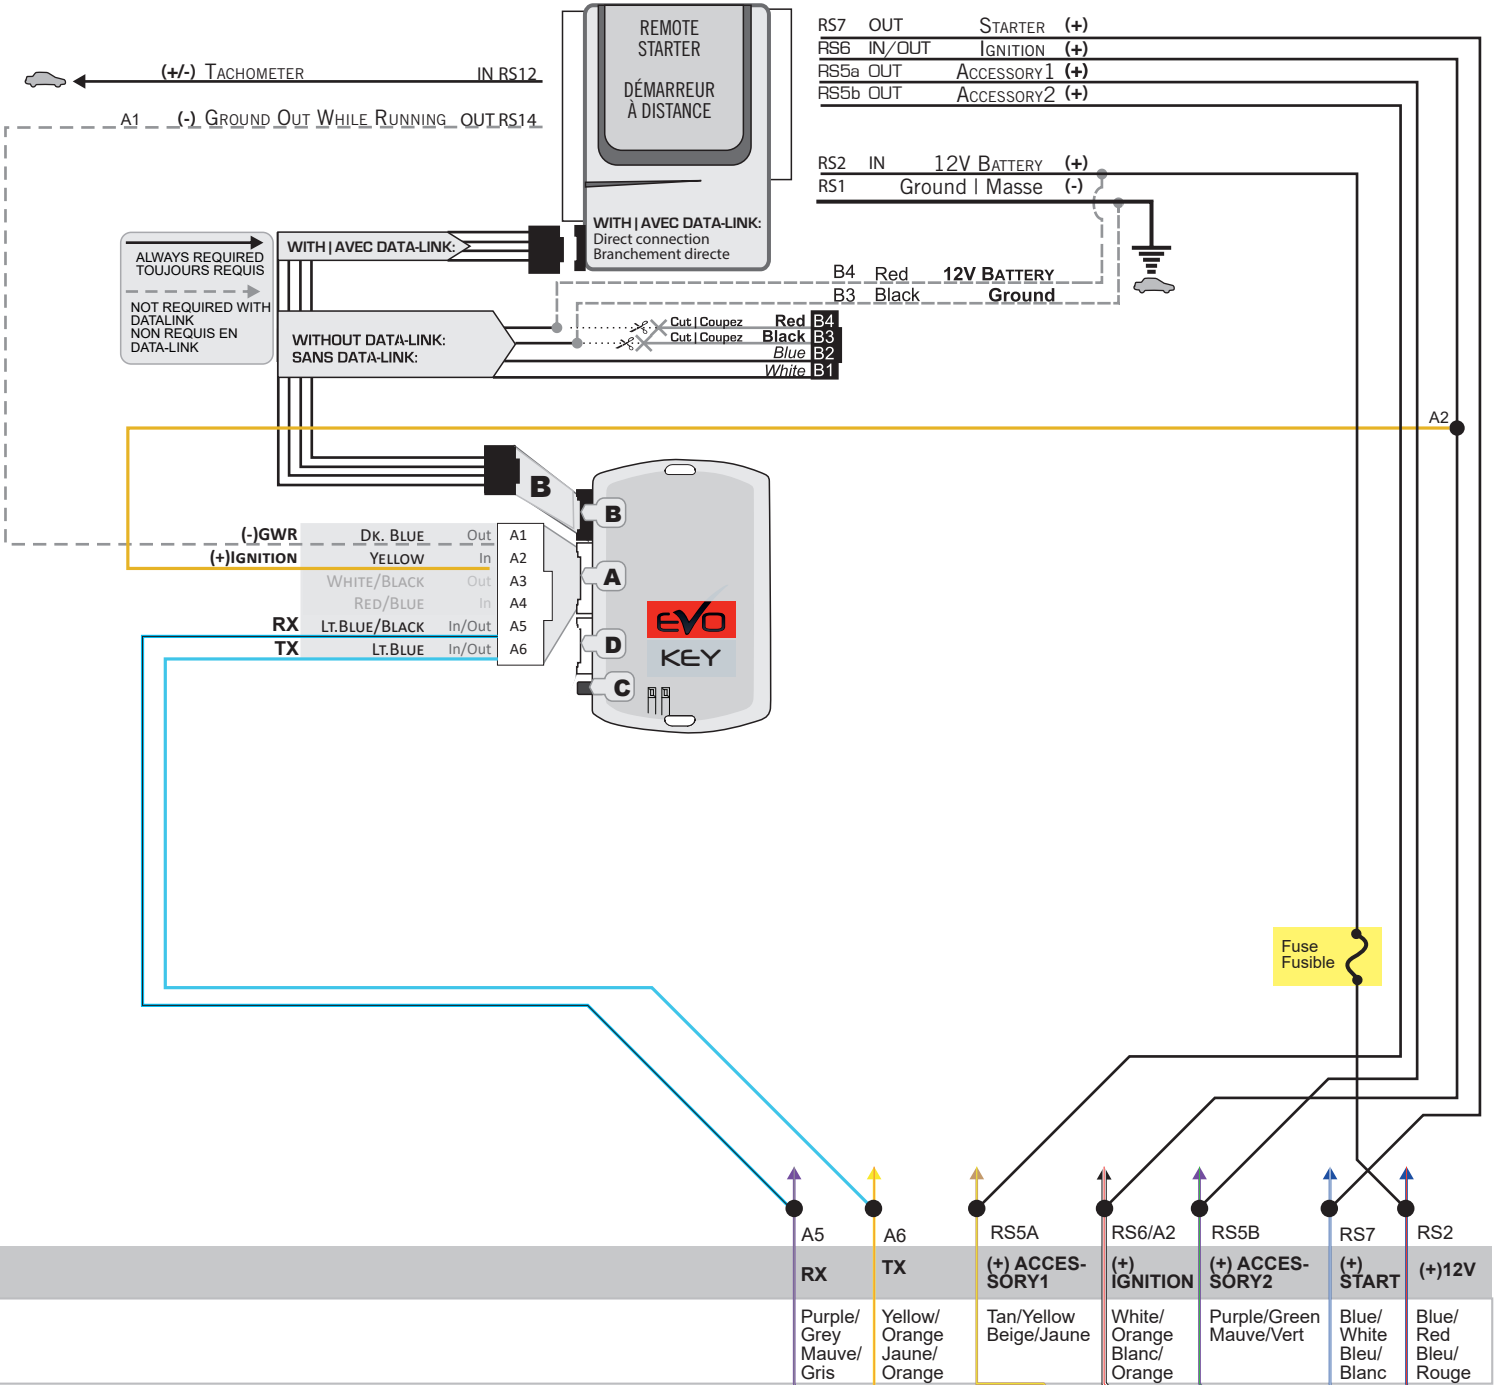 REMOTE
STARTER
DÉMARREUR
À DISTANCE
RS7 OUT STARTER (+)
RS6 IN/OUT IGNITION (+)
RS5a OUT ACCESSORY1 (+)
RS5b OUT ACCESSORY2 (+)
(+/-) TACHOMETER IN RS12
A1 (-) GROUND OUT WHILE RUNNING OUT RS14
RS2 IN 12V BATTERY (+)
RS1 Ground | Masse (-)
WITH | AVEC DATA-LINK:
Direct connection
Branchement directe
ALWAYS REQUIRED
TOUJOURS REQUIS
NOT REQUIRED WITH
DATALINK
NON REQUIS EN
DATA-LINK
WITH | AVEC DATA-LINK:
B4 Red 12V BATTERY
B3 Black Ground
WITHOUT DATA-LINK:
SANS DATA-LINK:
Cut | Coupez Red B4
Cut | Coupez Black B3
Blue B2
White B1
A2
B
B
A
D
C
EVO
KEY
(-)GWR DK. BLUE Out A1
(+)IGNITION YELLOW In A2
WHITE/BLACK Out A3
RED/BLUE In A4
RX LT.BLUE/BLACK In/Out A5
TX LT.BLUE In/Out A6
Fuse
Fusible
A5 A6 RS5A RS6/A2 RS5B RS7 RS2
RX
TX
(+) ACCES-
SORY1
(+)
IGNITION
(+) ACCES-
SORY2
(+)
START
(+)12V
Purple/
Grey
Mauve/
Gris
Yellow/
Orange
Jaune/
Orange
Tan/Yellow
Beige/Jaune
White/
Orange
Blanc/
Orange
Purple/Green
Mauve/Vert
Blue/
White
Bleu/
Blanc
Blue/
Red
Bleu/
Rouge